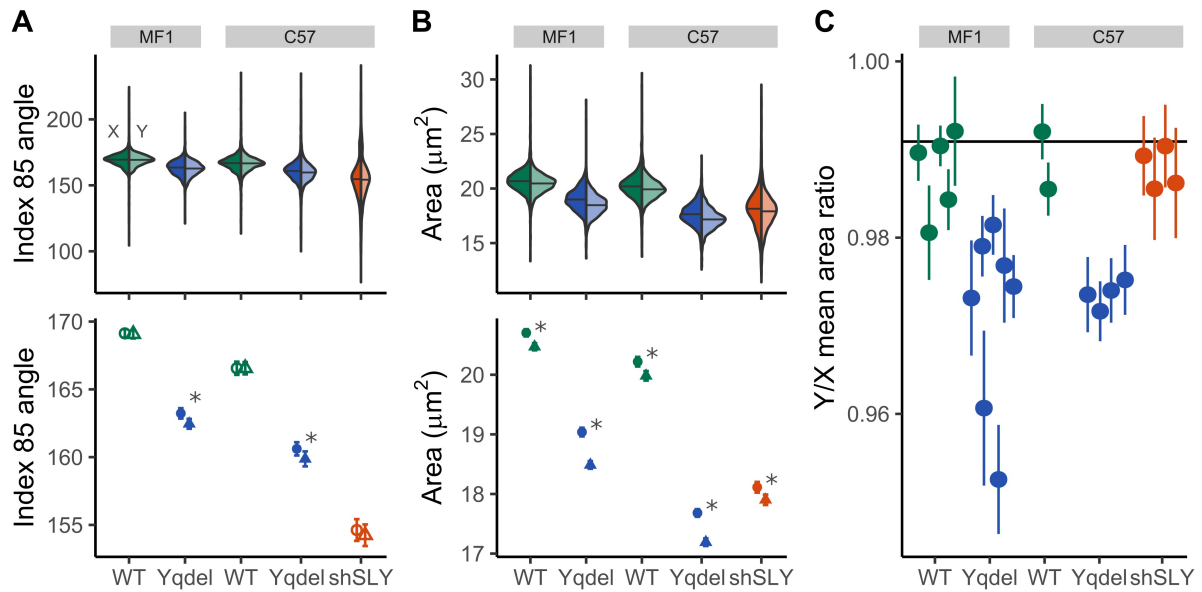 A
MF1
C57
Index 85 angle
200
150
100
X
Y
Index 85 angle
170
165
160
155
*
*
WT
Yqdel
WT
Yqdel
shSLY
B
MF1
C57
Area (μm²)
30
25
20
15
Area (μm²)
20
19
18
17
*
*
*
*
*
WT
Yqdel
WT
Yqdel
shSLY
C
MF1
C57
Y/X mean area ratio
1.00
0.98
0.96
WT
Yqdel
WT
Yqdel
shSLY